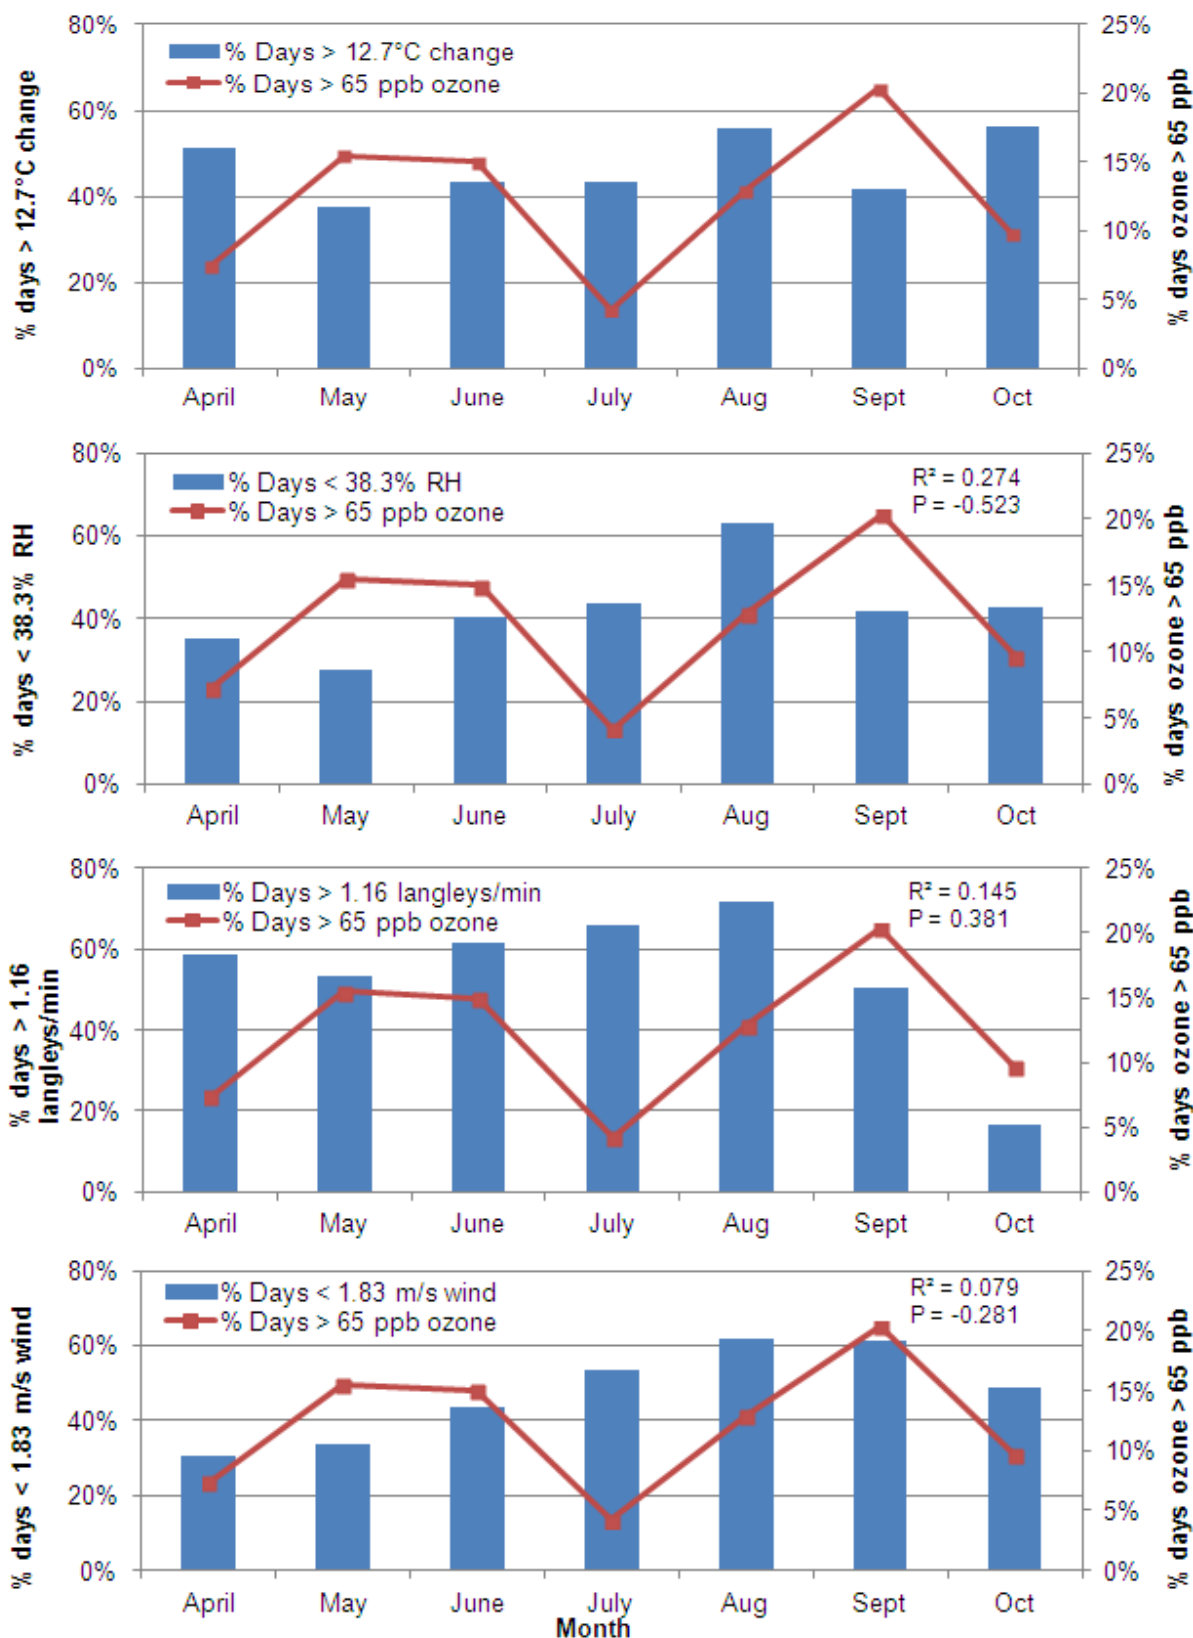 80%
60%
40%
20%
0%
% days > 12.7°C change
% Days > 12.7°C change
% Days > 65 ppb ozone
25%
20%
15%
10%
5%
0%
% days ozone > 65 ppb
April May June July Aug Sept Oct
80%
60%
40%
20%
0%
% days < 38.3% RH
% Days < 38.3% RH
% Days > 65 ppb ozone
R² = 0.274
P = -0.523
25%
20%
15%
10%
5%
0%
% days ozone > 65 ppb
April May June July Aug Sept Oct
80%
60%
40%
20%
0%
% days > 1.16
langleys/min
% Days > 1.16 langleys/min
% Days > 65 ppb ozone
R² = 0.145
P = 0.381
25%
20%
15%
10%
5%
0%
% days ozone > 65 ppb
April May June July Aug Sept Oct
80%
60%
40%
20%
0%
% days < 1.83 m/s wind
% Days < 1.83 m/s wind
% Days > 65 ppb ozone
R² = 0.079
P = -0.281
25%
20%
15%
10%
5%
0%
% days ozone > 65 ppb
April May June July Aug Sept Oct
Month